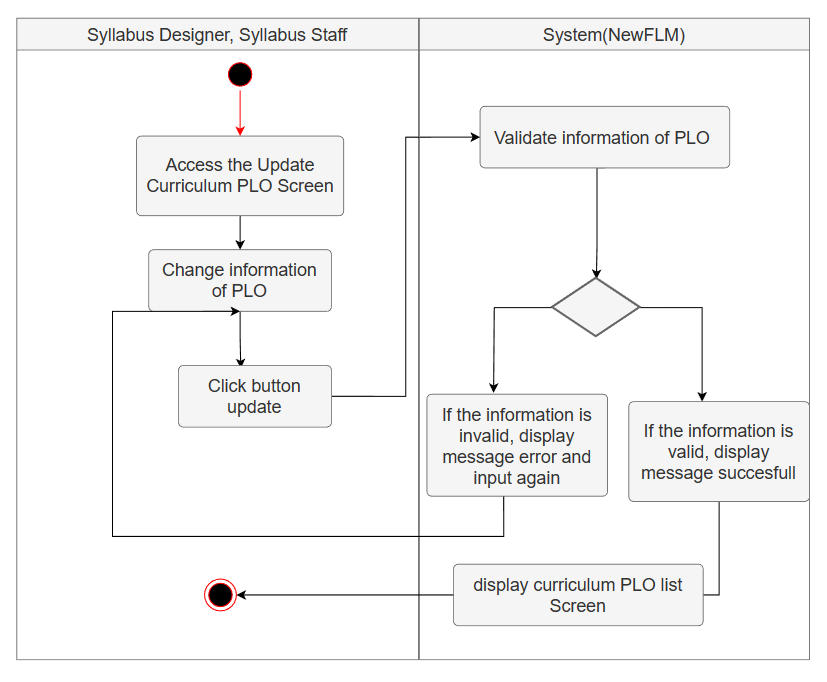 Syllabus Designer, Syllabus Staff
System(NewFLM)
Access the Update
Curriculum PLO Screen
Validate information of PLO
Change information
of PLO
Click button
update
If the information is
invalid, display
message error and
input again
If the information is
valid, display
message succesfull
display curriculum PLO list
Screen